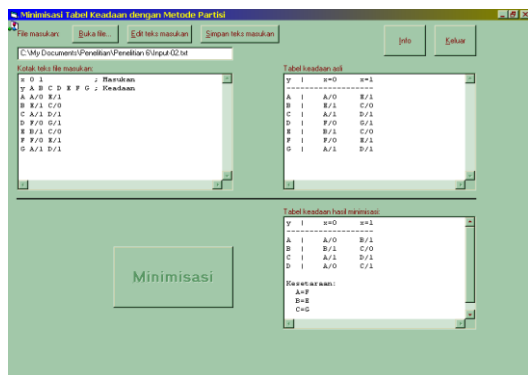 Minimisasi Tabel Keadaan dengan Metode Partisi
File masukan: Buka file... Edit teks masukan Simpan teks masukan Info Keluar
C:\My Documents\Penelitian\Penelitian 6\Input-02.txt
Kotak teks file masukan:
x 0 1 ; Masukan
y A B C D E F G ; Keadaan
A A/0 E/1
B E/1 C/0
C A/1 D/1
D F/0 G/1
E B/1 C/0
F F/0 E/1
G A/1 D/1
Tabel keadaan asli
y | x=0 x=1
------------------------
A | A/0 E/1
B | E/1 C/0
C | A/1 D/1
D | F/0 G/1
E | B/1 C/0
F | F/0 E/1
G | A/1 D/1
Minimisasi
Tabel keadaan hasil minimisasi:
y | x=0 x=1
------------------------
A | A/0 B/1
B | B/1 C/0
C | A/1 D/1
D | A/0 C/1
Kesetaraan:
A=F
B=E
C=G